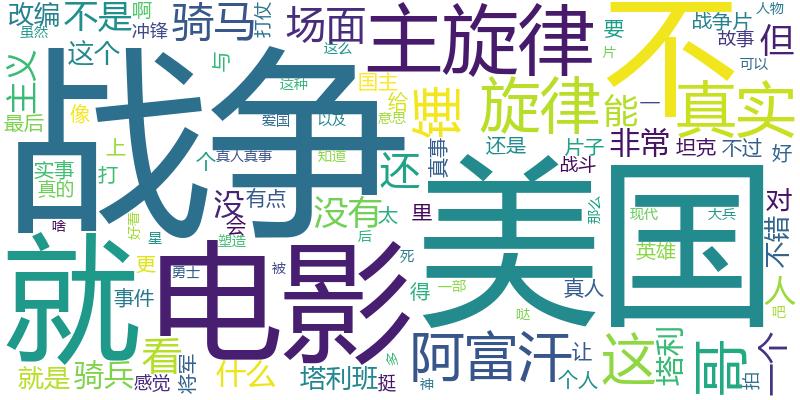 改编
不是
啊
骑马
打仗
场面
主旋律
不
战争片
人物
虽然
冲锋
与
这么
要
故事
但
主义
这个
片
可以
战争
像
最后
国主
这种
给
锤
旋律
能
一
真实
爱国
以及
意思
上
个
真人真事
知道
还
真事
还是
片子
非常
坦克
不过
好
实事
真的
打
没
有点
没有
太
里
美国
战斗
那么
对
会
啥
好看
星
塑造
后
现代
大兵
不错
就
电影
死
英雄
更
勇士
被
事件
得
一部
真人
人
吧
看
哒
阿富汗
让
这
塔利
哥
一个
就是
骑兵
感觉
将军
什么
塔利班
挺
多
神
个人
拍